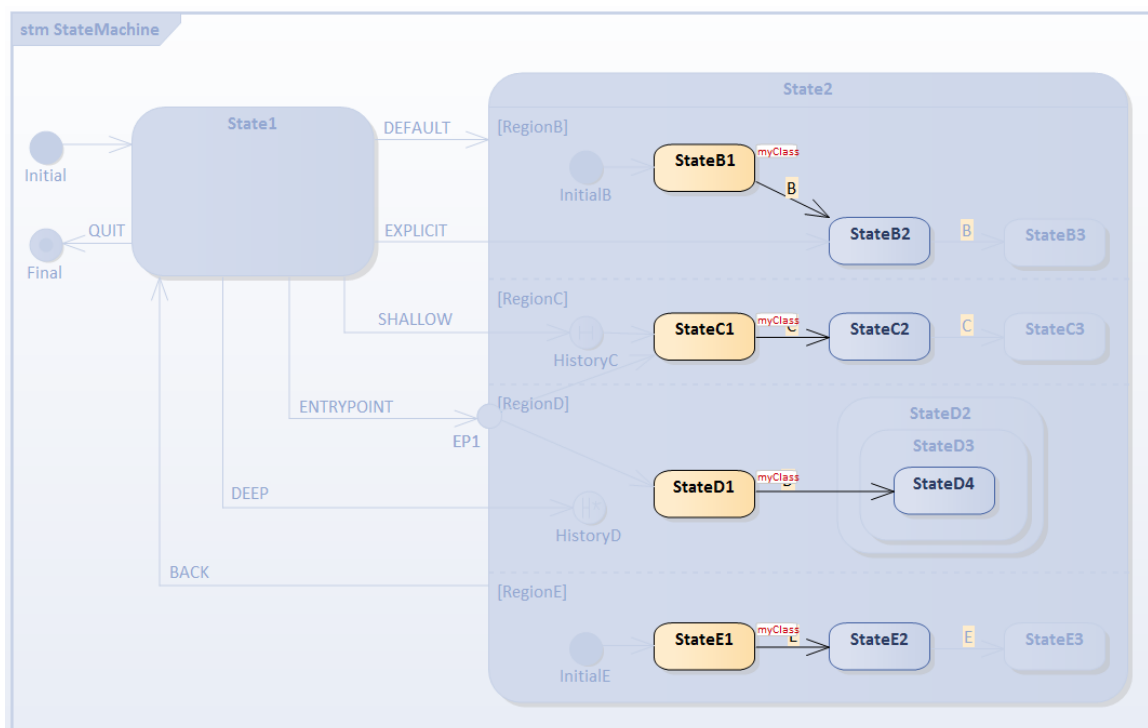 stm StateMachine
State2
State1
DEFAULT
[RegionB]
Initial
InitialB
StateB1
myClass
B
QUIT
Final
EXPLICIT
StateB2
B
StateB3
[RegionC]
SHALLOW
HistoryC
StateC1
myClass
C
StateC2
C
StateC3
ENTRYPOINT
EP1
[RegionD]
StateD2
StateD3
StateD1
myClass
StateD4
DEEP
HistoryD
BACK
[RegionE]
InitialE
StateE1
myClass
StateE2
E
StateE3